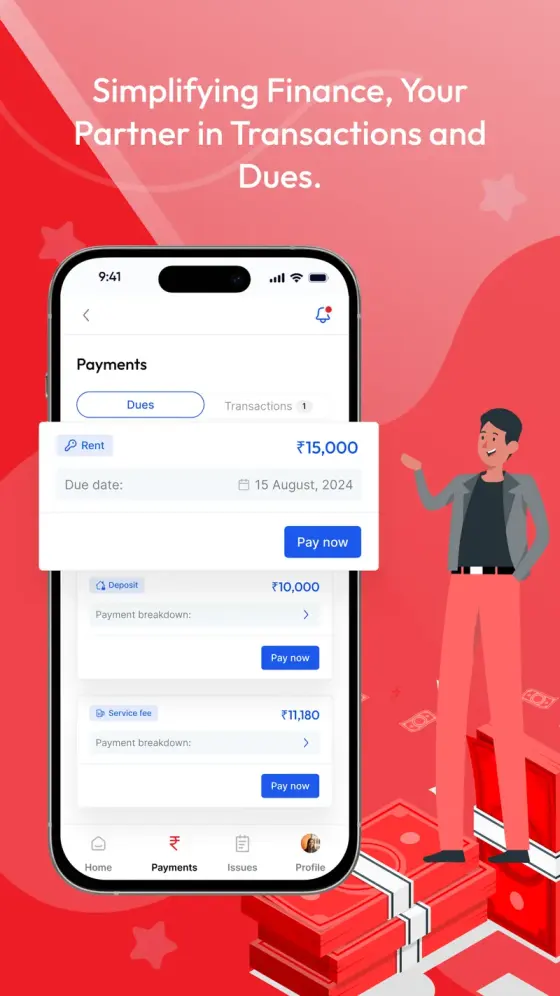 Simplifying Finance, Your
Partner in Transactions and
Dues.
9:41
Payments
Dues
Transactions 1
Rent ₹15,000
Due date: 15 August, 2024
Pay now
Deposit ₹10,000
Payment breakdown:
Pay now
Service fee ₹11,180
Payment breakdown:
Pay now
₹
Home Payments Issues Profile